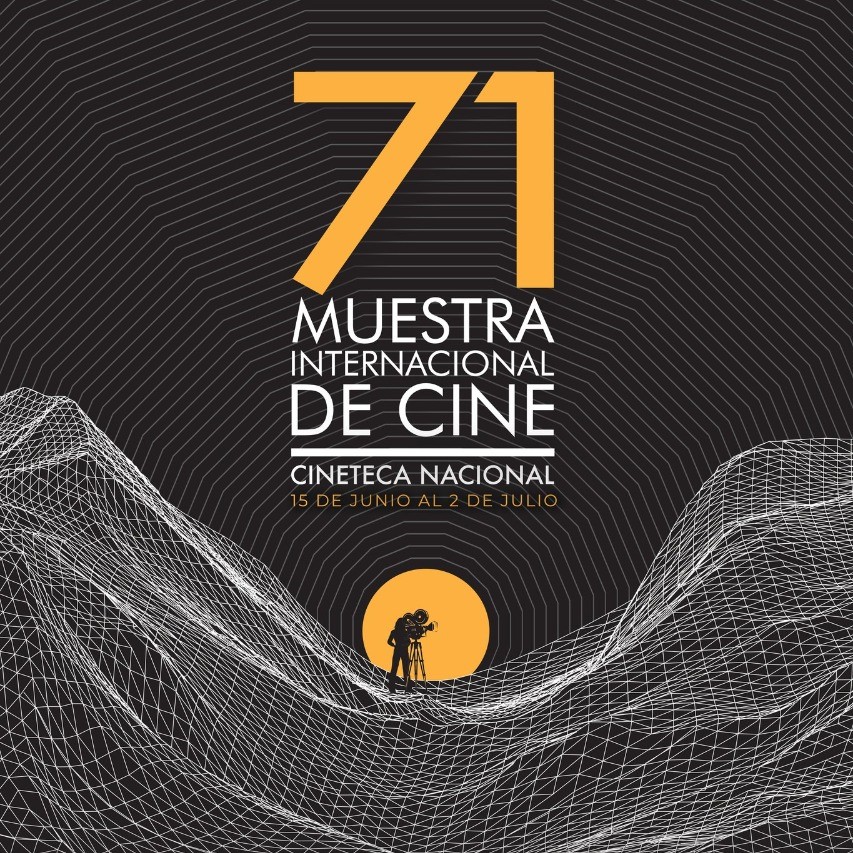 71
MUESTRA
INTERNACIONAL
DE CINE
CINETECA NACIONAL
15 DE JUNIO AL 2 DE JULIO